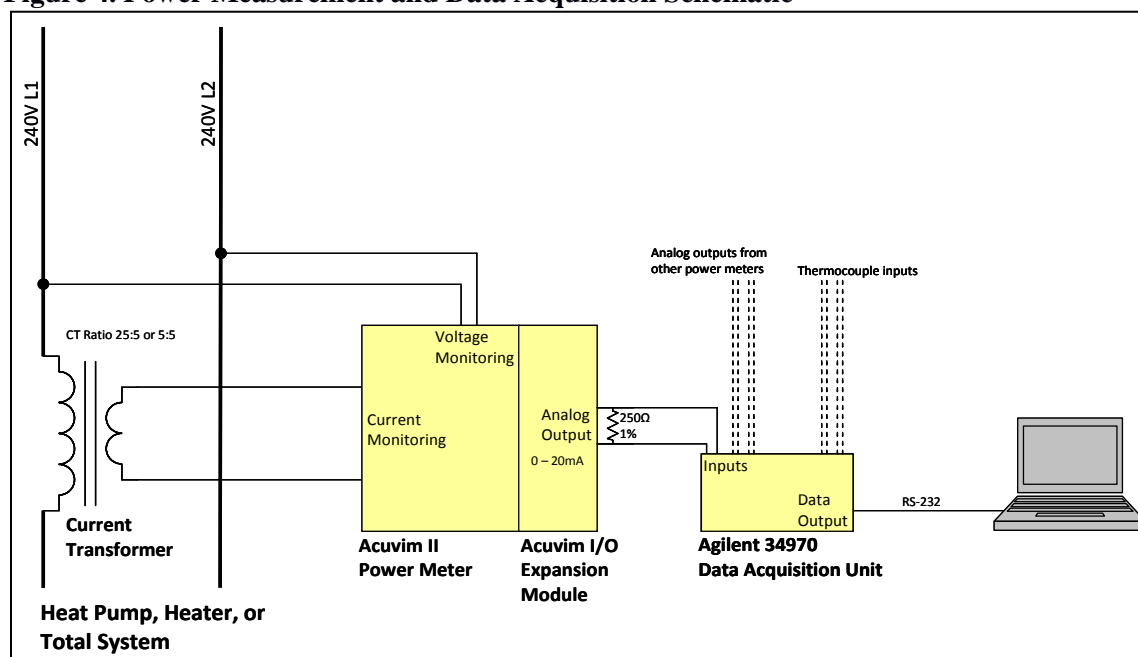 Figure 4. Power Measurement and Data Acquisition Schematic
240V L1
240V L2
Analog outputs from
other power meters
Thermocouple inputs
CT Ratio 25:5 or 5:5
Voltage
Monitoring
Current
Monitoring
Analog
Output
0 – 20mA
250Ω
1%
Inputs
Data
Output
RS-232
Current
Transformer
Acuvim II
Power Meter
Acuvim I/O
Expansion
Module
Agilent 34970
Data Acquisition Unit
Heat Pump, Heater, or
Total System